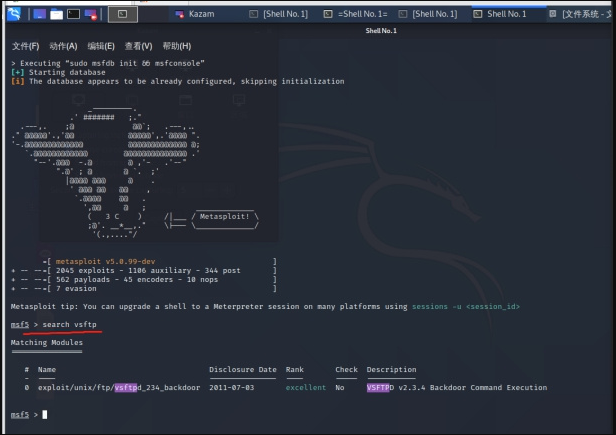 Kazam
[Shell No. 1]
=Shell No. 1=
[Shell No. 1]
Shell No. 1
[文件系统 -
Shell No. 1
文件(F) 动作(A) 编辑(E) 查看(V) 帮助(H)
> Executing "sudo msfdb init && msfconsole"
[+] Starting database
[i] The database appears to be already configured, skipping initialization
#######
( 3 C ) /|___ / Metasploit! \
=[ metasploit v5.0.99-dev ]
+ -- --=[ 2045 exploits - 1106 auxiliary - 344 post ]
+ -- --=[ 562 payloads - 45 encoders - 10 nops ]
+ -- --=[ 7 evasion ]
Metasploit tip: You can upgrade a shell to a Meterpreter session on many platforms using sessions -u <session_id>
msf5 > search vsftp
Matching Modules
# Name Disclosure Date Rank Check Description
0 exploit/unix/ftp/vsftpd_234_backdoor 2011-07-03 excellent No VSFTPD v2.3.4 Backdoor Command Execution
msf5 >